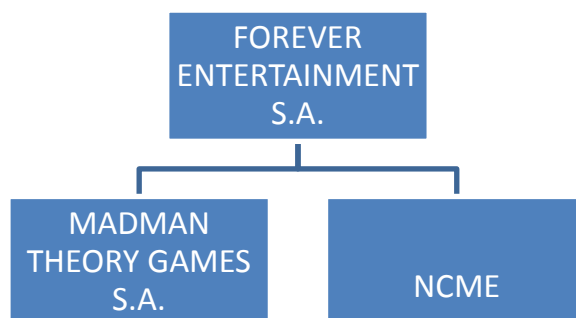 FOREVER
ENTERTAINMENT
S.A.
MADMAN
THEORY GAMES
S.A.
NCME